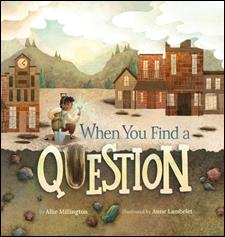 When You Find a
QUESTION
by Allie Millington
illustrated by Anne Lambelet